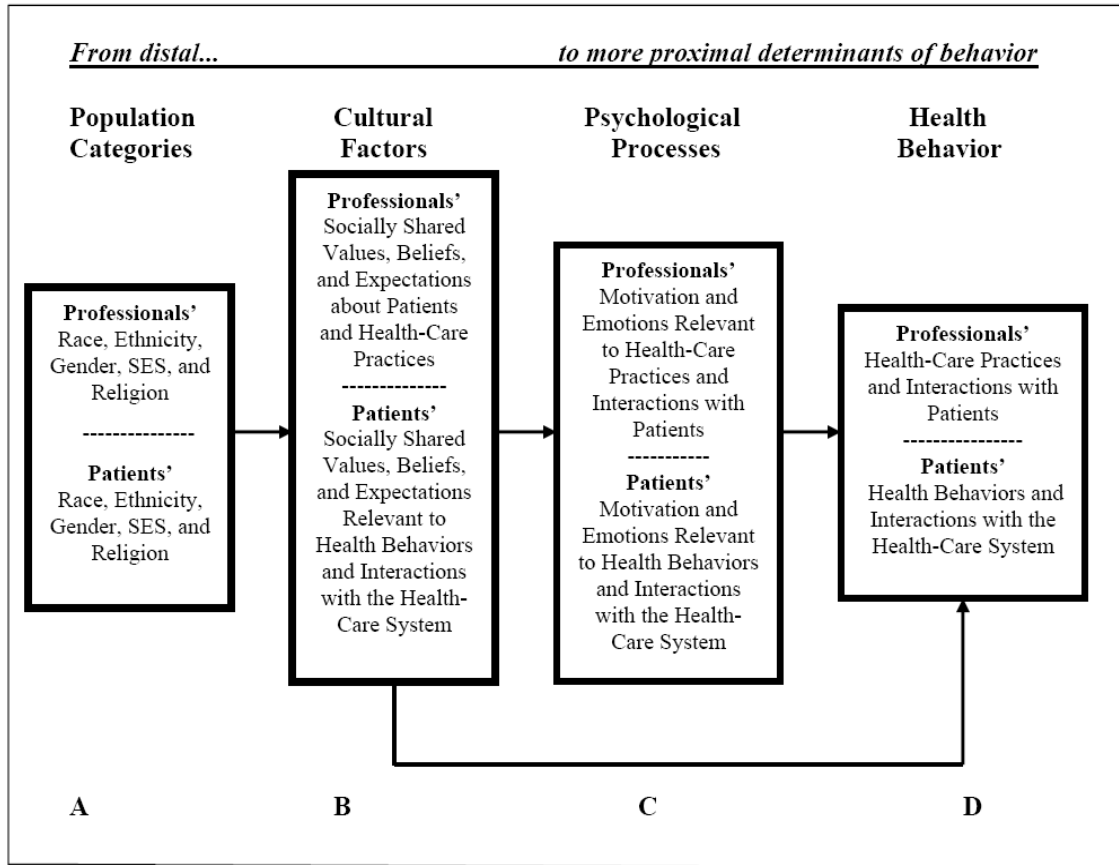 From distal... to more proximal determinants of behavior
Population
Categories
Cultural
Factors
Psychological
Processes
Health
Behavior
Professionals’
Race, Ethnicity,
Gender, SES, and
Religion
---------------
Patients’
Race, Ethnicity,
Gender, SES, and
Religion
Professionals’
Socially Shared
Values, Beliefs,
and Expectations
about Patients
and Health-Care
Practices
--------------
Patients’
Socially Shared
Values, Beliefs,
and Expectations
Relevant to
Health Behaviors
and Interactions
with the Health-
Care System
Professionals’
Motivation and
Emotions Relevant
to Health-Care
Practices and
Interactions with
Patients
-----------
Patients’
Motivation and
Emotions Relevant
to Health Behaviors
and Interactions
with the Health-
Care System
Professionals’
Health-Care Practices
and Interactions with
Patients
----------------
Patients’
Health Behaviors and
Interactions with the
Health-Care System
A B C D